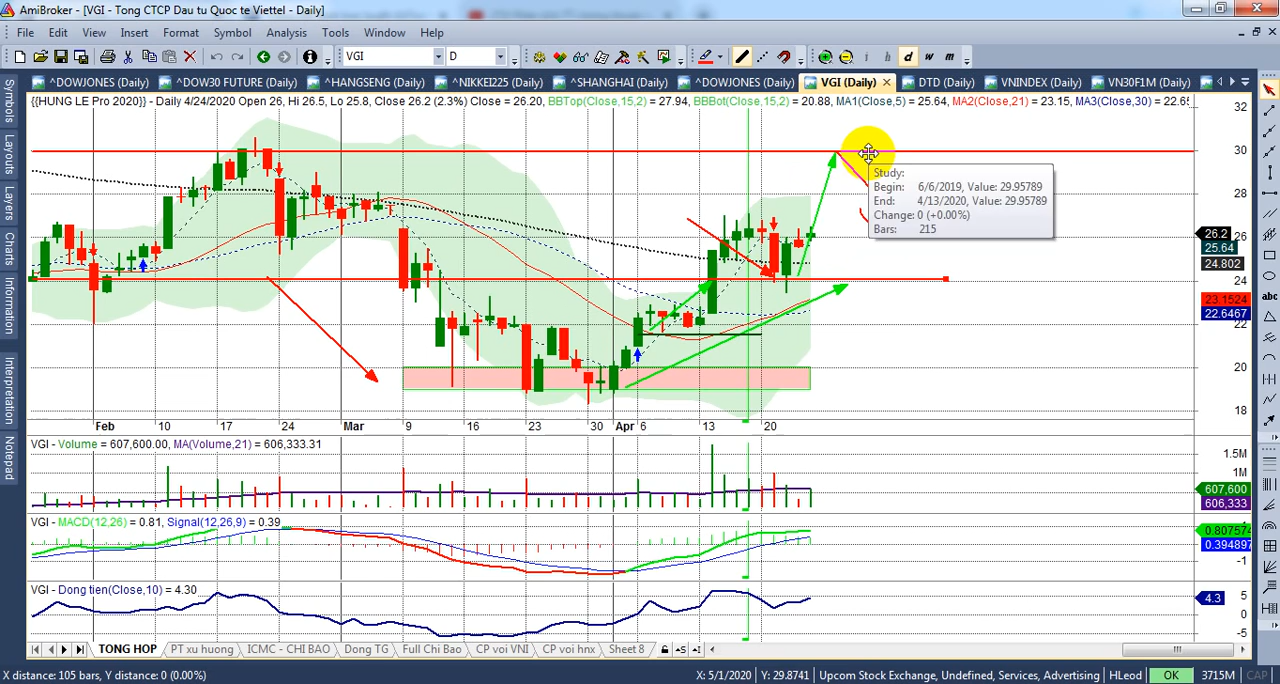 AmiBroker - [VGI - Tong CTCP Dau tu Quoc te Viettel - Daily]
File Edit View Insert Format Symbol Analysis Tools Window Help
VGI D i h d w m
^DOWJONES (Daily) ^DOW30 FUTURE (Daily) ^HANGSENG (Daily) ^NIKKEI225 (Daily) ^SHANGHAI (Daily) ^DOWJONES (Daily) VGI (Daily) DTD (Daily) VNINDEX (Daily) VN30F1M (Daily)
{{HUNG LE Pro 2020}} - Daily 4/24/2020 Open 26, Hi 26.5, Lo 25.8, Close 26.2 (2.3%) Close = 26.20, BBTop(Close,15,2) = 27.94, BBBot(Close,15,2) = 20.88, MA1(Close,5) = 25.64, MA2(Close,21) = 23.15, MA3(Close,30) = 22.65
Symbols
Layouts
Layers
Charts
Information
Interpretation
Notepad
32
30
28
26
24
22
20
18
26.2
25.64
24.802
23.1524
22.6467
Study:
Begin: 6/6/2019, Value: 29.95789
End: 4/13/2020, Value: 29.95789
Change: 0 (+0.00%)
Bars: 215
abc
Feb 10 17 24 Mar 9 16 23 30 Apr 6 13 20
VGI - Volume = 607,600.00, MA(Volume,21) = 606,333.31
1.5M
1M
607,600
606,333
VGI - MACD(12,26) = 0.81, Signal(12,26,9) = 0.39
0.807574
0.394897
-1
VGI - Dong tien(Close,10) = 4.30
5
4.3
0
-5
TONG HOP PT xu huong ICMC - CHI BAO Dong TG Full Chi Bao CP voi VNI CP voi hnx Sheet 8
X distance: 105 bars, Y distance: 0 (0.00%) X: 5/1/2020 Y: 29.8741 Upcom Stock Exchange, Undefined, Services, Advertising HLeod OK 3715M CAP